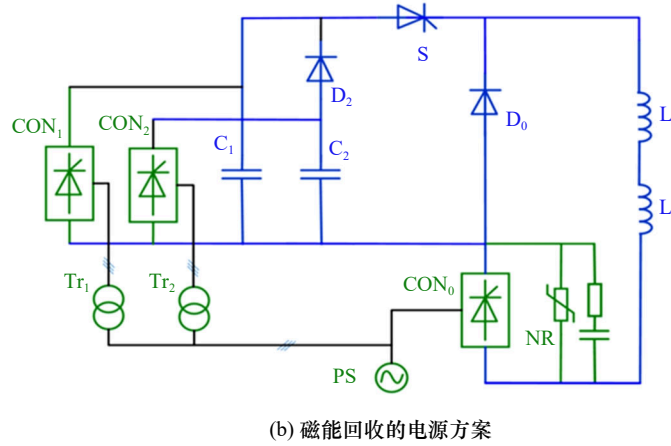 S
D₂
D₀
L
CON₁
CON₂
C₁
C₂
L
Tr₁
Tr₂
CON₀
NR
PS
(b) 磁能回收的电源方案